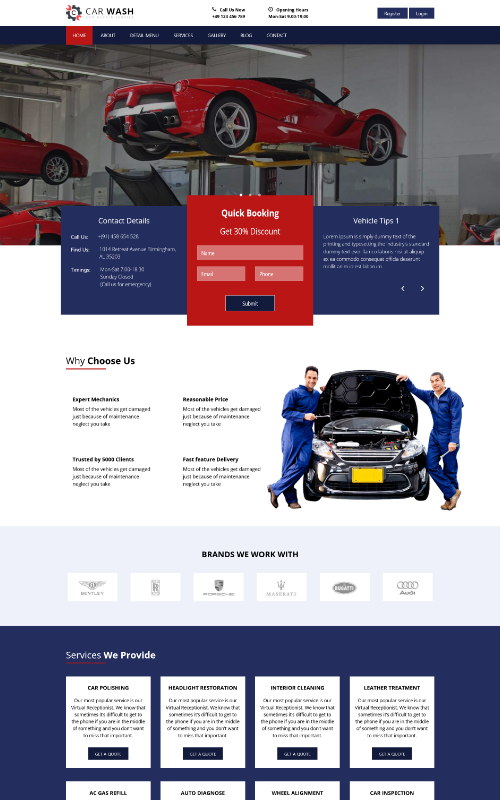 CAR WASH
Call Us Now
+49 123 456 789
Opening Hours
Mon-Sat 9.00-19.00
Register
Login
HOME
ABOUT
DETAIL MENU
SERVICES
GALLERY
BLOG
CONTACT
Contact Details
Call Us:
+(91) 458 654 528
Find Us:
1014 Retreat Avenue Birmingham,
AL 35203
Timings:
Mon-Sat 7.00-18.30
Sunday Closed
(Call us for emergency)
Quick Booking
Get 30% Discount
Name
Email
Phone
Submit
Vehicle Tips 1
Lorem Ipsum is simply dummy text of the
printing and typesetting the industry's standard
dummy text ever
ex ea commodo consequat officia deserunt
mollit anim id est laborum
Why Choose Us
Expert Mechanics
Most of the vehicles get damaged
just because of maintenance
neglect you take
Reasonable Price
Most of the vehicles get damaged
just because of maintenance
neglect you take
Trusted by 5000 Clients
Most of the vehicles get damaged
just because of maintenance
neglect you take
Fast feature Delivery
Most of the vehicles get damaged
just because of maintenance
neglect you take
BRANDS WE WORK WITH
BENTLEY
PORSCHE
MASERATI
BUGATTI
Audi
Services We Provide
CAR POLISHING
Our most popular service is our
Virtual Receptionist. We know that
sometimes it's difficult to get to
the phone if you are in the middle
of something and you don't want
to miss that important.
GET A QUOTE
HEADLIGHT RESTORATION
Our most popular service is our
Virtual Receptionist. We know that
sometimes it's difficult to get to
the phone if you are in the middle
of something and you don't want
to miss that important.
GET A QUOTE
INTERIOR CLEANING
Our most popular service is our
Virtual Receptionist. We know that
sometimes it's difficult to get to
the phone if you are in the middle
of something and you don't want
to miss that important.
GET A QUOTE
LEATHER TREATMENT
Our most popular service is our
Virtual Receptionist. We know that
sometimes it's difficult to get to
the phone if you are in the middle
of something and you don't want
to miss that important.
GET A QUOTE
AC GAS REFILL
AUTO DIAGNOSE
WHEEL ALIGNMENT
CAR INSPECTION